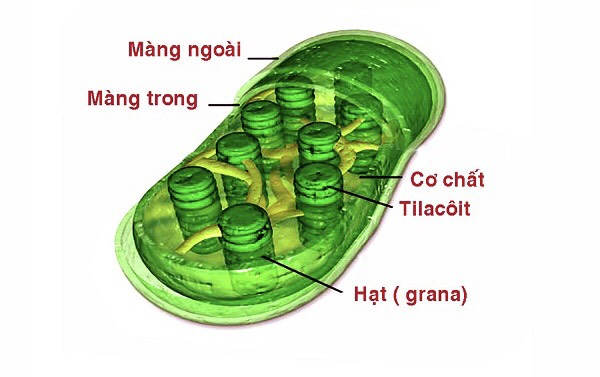 Màng ngoài
Màng trong
Cơ chất
Tilacôit
Hạt ( grana)